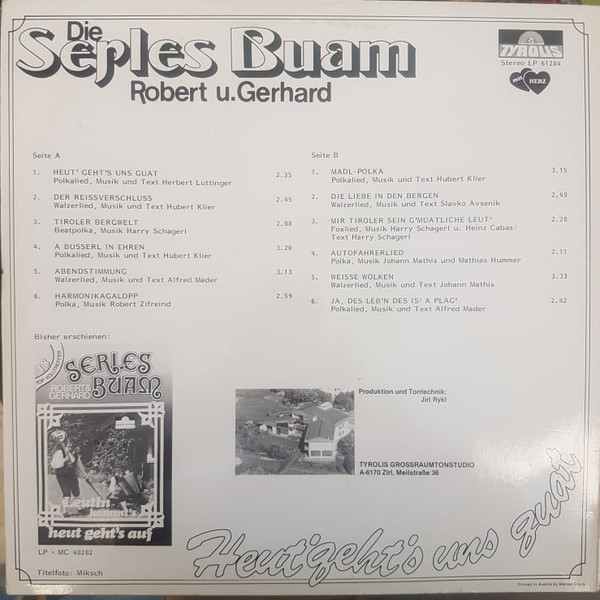 Die
Serles Buam
Robert u.Gerhard
TYROLIS
Stereo LP 61284
mit HERZ
Seite A
1. HEUT' GEHT'S UNS GUAT 2.35
Polkalied, Musik und Text Herbert Luttinger
2. DER REISSVERSCHLUSS 2.45
Walzerlied, Musik und Text Hubert Klier
3. TIROLER BERGWELT 2.08
Beatpolka, Musik Harry Schagerl
4. A BUSSERL IN EHREN 3.20
Polkalied, Musik und Text Hubert Klier
5. ABENDSTIMMUNG 3.13
Walzerlied, Musik und Text Alfred Mader
6. HARMONIKAGALOPP 2.59
Polka, Musik Robert Zifreind
Seite B
1. MADL-POLKA 3.15
Polkalied, Musik und Text Hubert Klier
2. DIE LIEBE IN DEN BERGEN 2.49
Walzerlied, Musik und Text Slavko Avsenik
3. MIR TIROLER SEIN G'MUATLICHE LEUT' 2.28
Foxlied, Musik Harry Schagerl u. Heinz Cabas/
Text Harry Schagerl
4. AUTOFAHRERLIED 2.11
Polka, Musik Johann Mathis und Mathias Hummer
5. WEISSE WOLKEN 3.33
Walzerlied, Musik und Text Johann Mathis
6. JA, DES LEB'N DES IS' A PLAG' 2.42
Polkalied, Musik und Text Alfred Mader
Bisher erschienen:
SERLES
BUAM
ROBERT &
GERHARD
Leutln
kommt's
heut geht's auf
LP + MC 48282
Titelfoto: Miksch
Produktion und Tontechnik:
Jiri Rykl
TYROLIS GROSSRAUMTONSTUDIO
A-6170 Zirl, Meilstraße 36
Heut' geht's uns guat